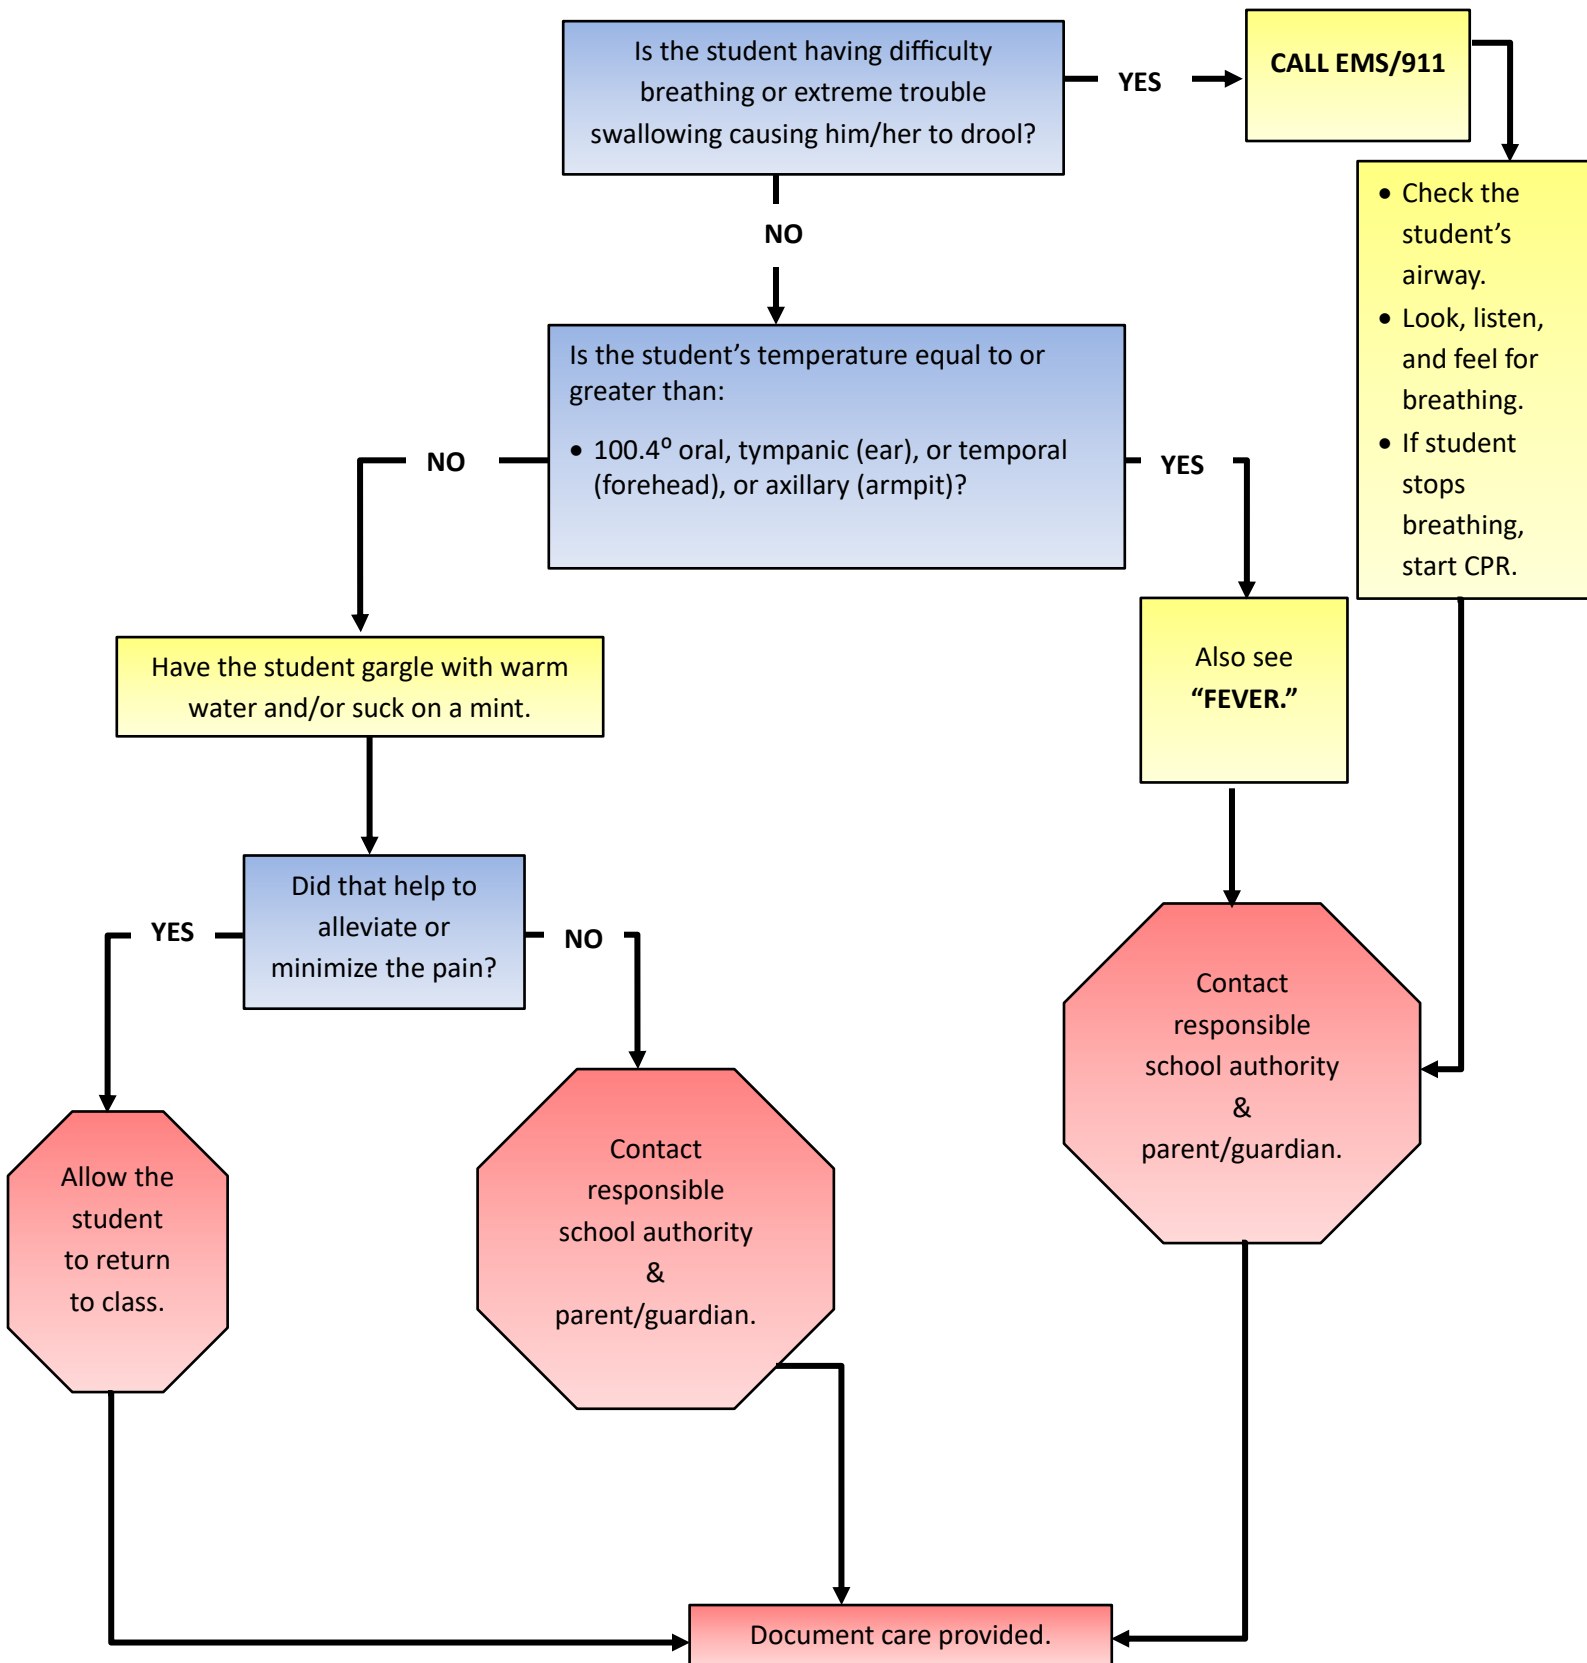 Is the student having difficulty
breathing or extreme trouble
swallowing causing him/her to drool?
YES
CALL EMS/911
• Check the
student’s
airway.
• Look, listen,
and feel for
breathing.
• If student
stops
breathing,
start CPR.
NO
Is the student’s temperature equal to or
greater than:
• 100.4⁰ oral, tympanic (ear), or temporal
(forehead), or axillary (armpit)?
NO
YES
Have the student gargle with warm
water and/or suck on a mint.
Also see
“FEVER.”
Did that help to
alleviate or
minimize the pain?
YES
NO
Contact
responsible
school authority
&
parent/guardian.
Allow the
student
to return
to class.
Contact
responsible
school authority
&
parent/guardian.
Document care provided.